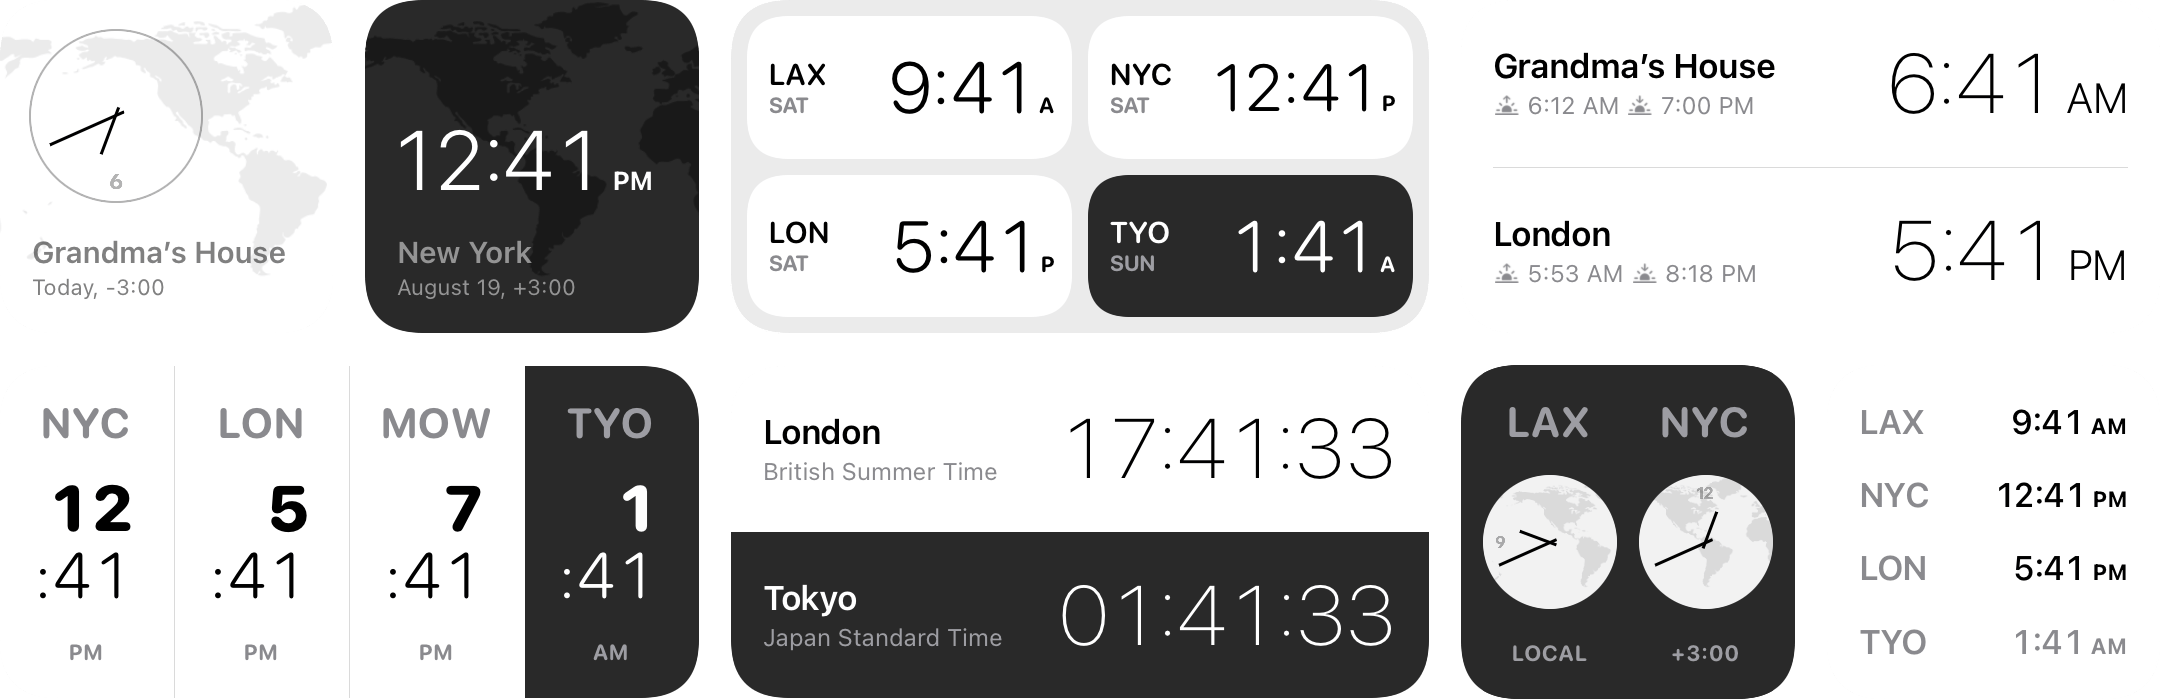 6
Grandma's House
Today, -3:00
12:41 PM
New York
August 19, +3:00
LAX
SAT
9:41 A
NYC
SAT
12:41 P
LON
SAT
5:41 P
TYO
SUN
1:41 A
Grandma's House
6:12 AM 7:00 PM
6:41 AM
London
5:53 AM 8:18 PM
5:41 PM
NYC
12
:41
PM
LON
5
:41
PM
MOW
7
:41
PM
TYO
1
:41
AM
London
British Summer Time
17:41:33
Tokyo
Japan Standard Time
01:41:33
LAX
9
LOCAL
NYC
12
+3:00
LAX 9:41 AM
NYC 12:41 PM
LON 5:41 PM
TYO 1:41 AM